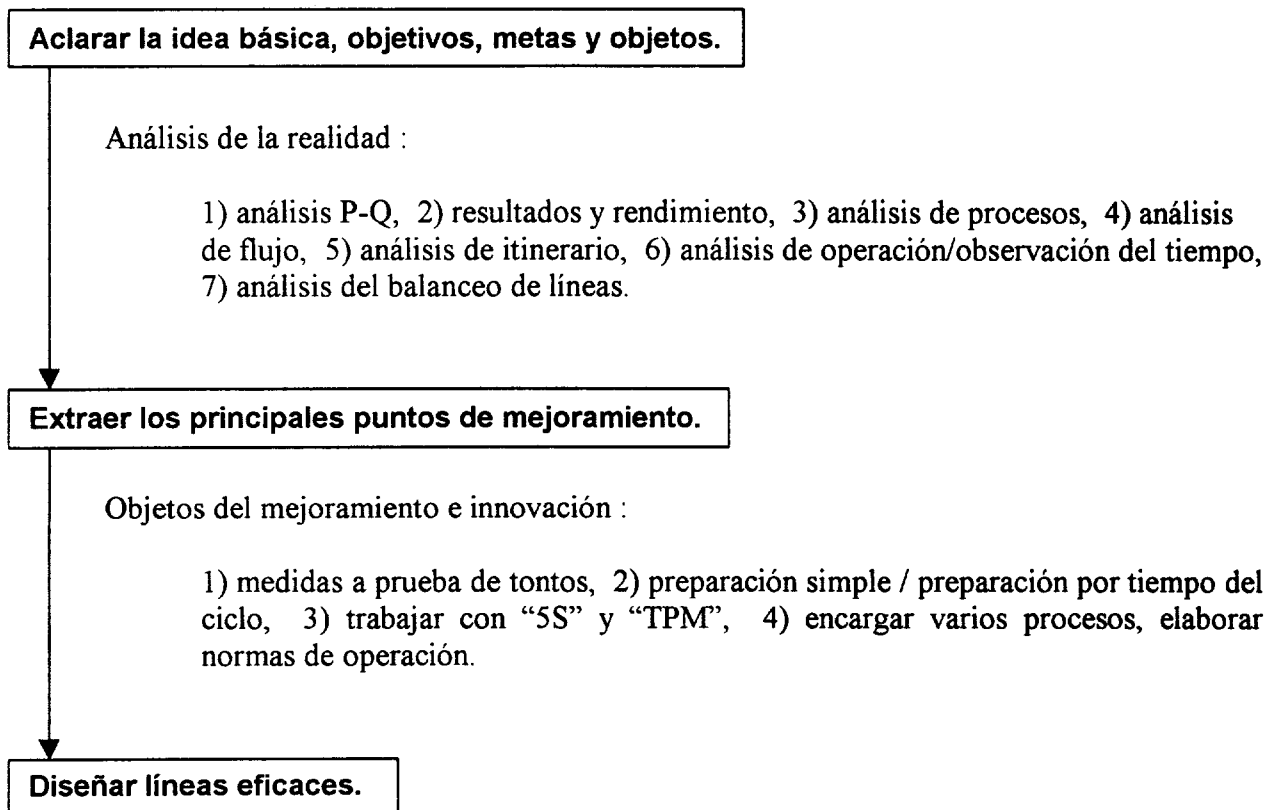 Aclarar la idea básica, objetivos, metas y objetos.
Análisis de la realidad :
1) análisis P-Q, 2) resultados y rendimiento, 3) análisis de procesos, 4) análisis
de flujo, 5) análisis de itinerario, 6) análisis de operación/observación del tiempo,
7) análisis del balanceo de líneas.
Extraer los principales puntos de mejoramiento.
Objetos del mejoramiento e innovación :
1) medidas a prueba de tontos, 2) preparación simple / preparación por tiempo del
ciclo, 3) trabajar con “5S” y “TPM”, 4) encargar varios procesos, elaborar
normas de operación.
Diseñar líneas eficaces.